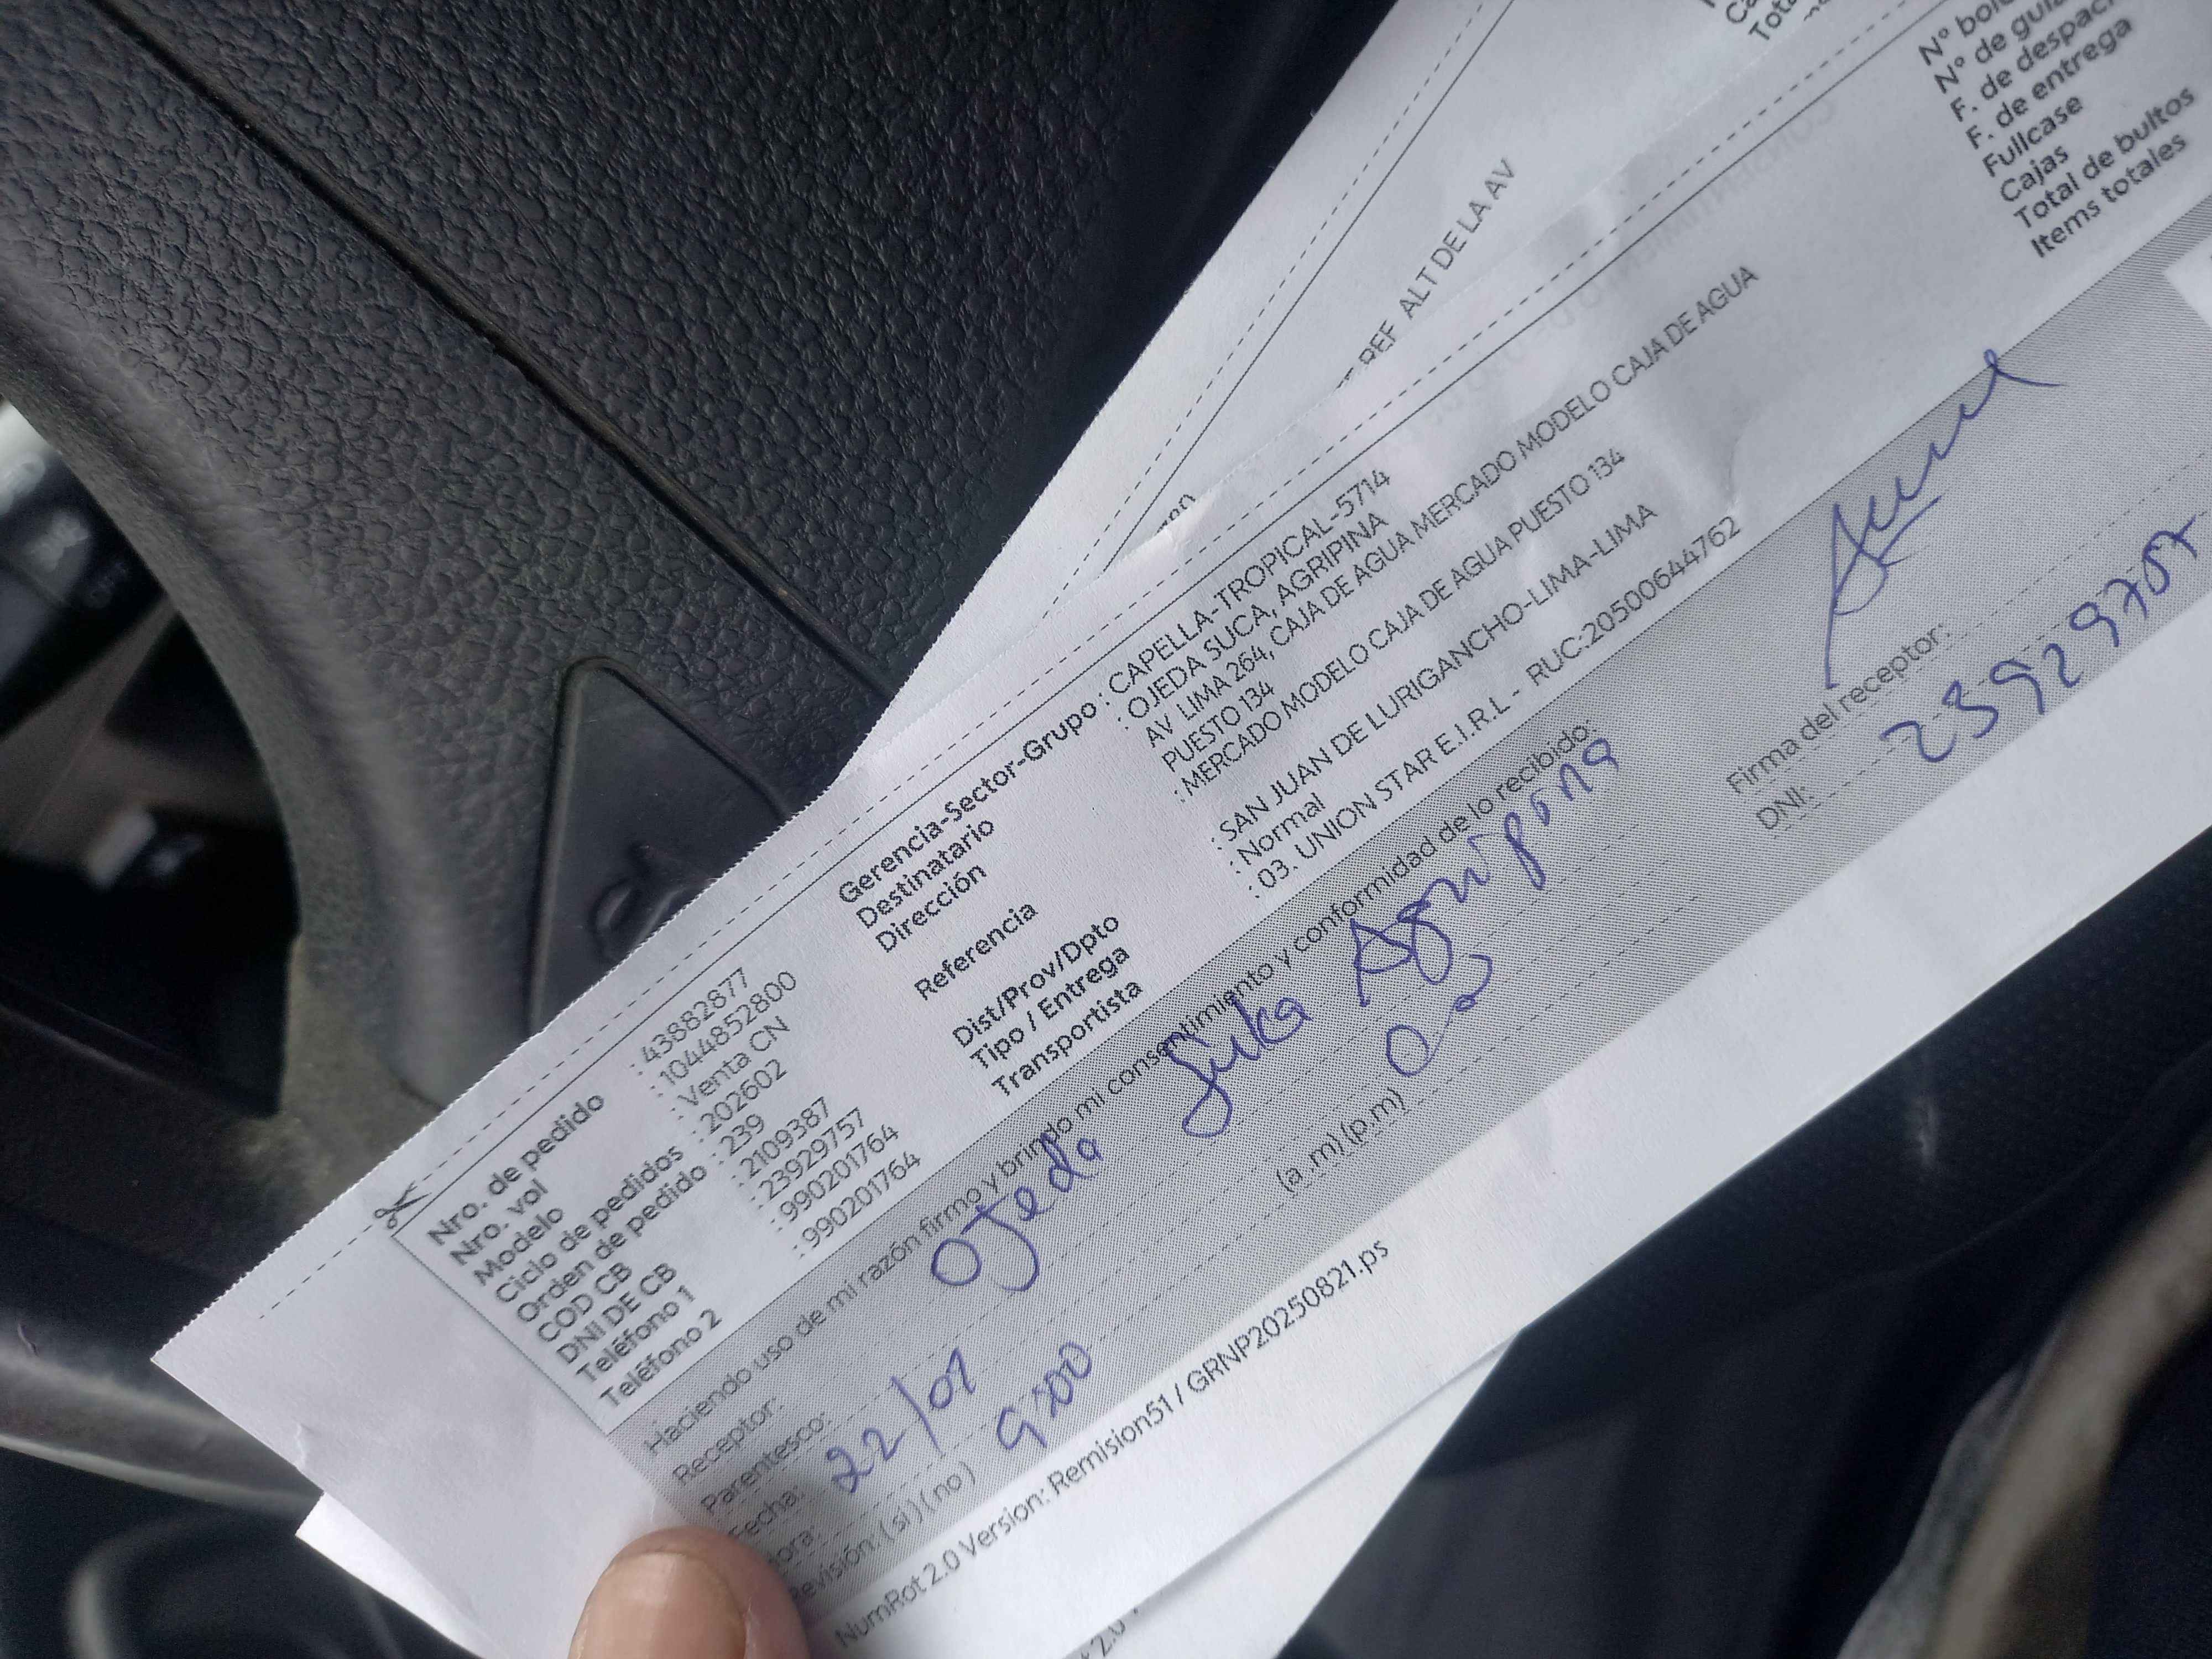 Nro. de pedido : 43882877
Nro. vol : 1044852800
Modelo : Venta CN
Ciclo de pedidos : 202602
Orden de pedido : 239
COD CB : 2109387
DNI DE CB : 23929757
Teléfono 1 : 990201764
Teléfono 2 : 990201764
Gerencia-Sector-Grupo : CAPELLA-TROPICAL-5714
Destinatario : OJEDA SUCA, AGRIPINA
Dirección : AV LIMA 264, CAJA DE AGUA MERCADO MODELO CAJA DE AGUA
PUESTO 134
Referencia : MERCADO MODELO CAJA DE AGUA PUESTO 134
Dist/Prov/Dpto : SAN JUAN DE LURIGANCHO-LIMA-LIMA
Tipo / Entrega : Normal
Transportista : 03. UNION STAR E.I.R.L - RUC:20500644762
Nº de guía
F. de despac
F. de entrega
Fullcase
Cajas
Total de bultos
Items totales
Haciendo uso de mi razón firmo y brindo mi consentimiento y conformidad de lo recibido:
Receptor: Ojeda Suka Agripona
Parentesco:
Fecha: 22/01
ora: 9:00 (a.m) (p.m)
Revisión: ( si ) ( no )
Firma del receptor:
DNI: 23929757
NumRot 2.0 Version: Remision51 / GRNP20250821.ps
REF ALT DE LA AV